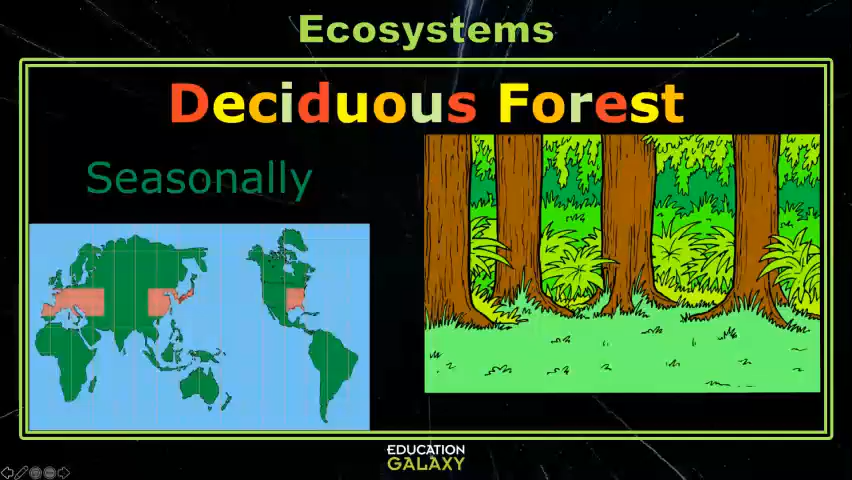 Ecosystems
Deciduous Forest
Seasonally
EDUCATION
GALAXY